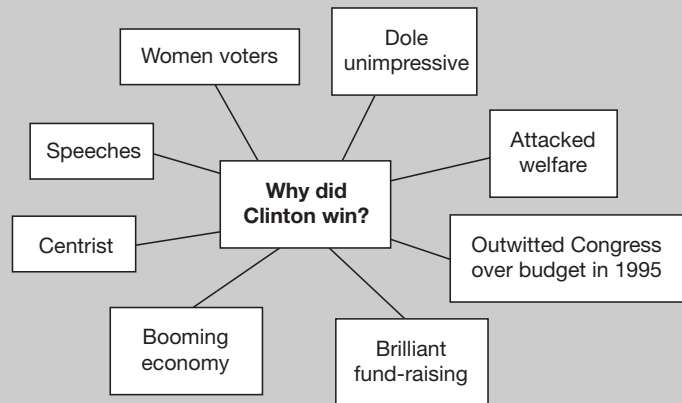 Women voters
Dole
unimpressive
Speeches
Attacked
welfare
Why did
Clinton win?
Centrist
Outwitted Congress
over budget in 1995
Booming
economy
Brilliant
fund-raising